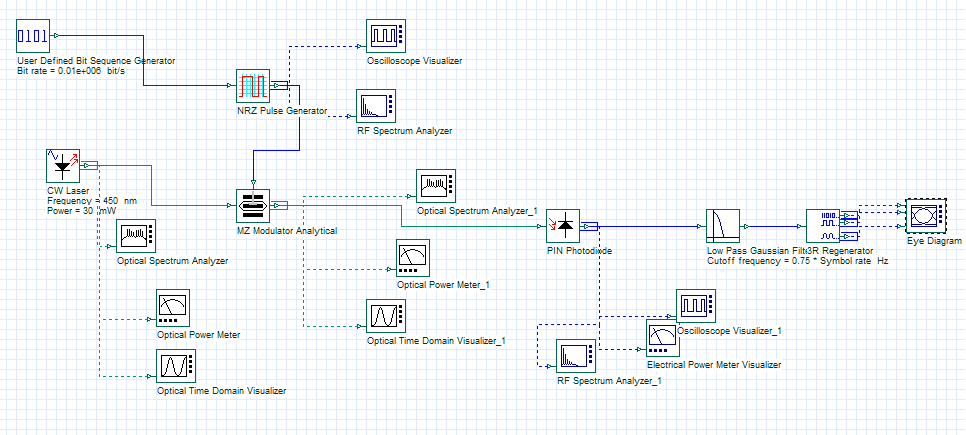 0101
User Defined Bit Sequence Generator
Bit rate = 0.01e+006 bit/s
Oscilloscope Visualizer
NRZ Pulse Generator
RF Spectrum Analyzer
CW Laser
Frequency = 450 nm
Power = 30 mW
MZ Modulator Analytical
Optical Spectrum Analyzer_1
Optical Spectrum Analyzer
PIN Photodiode
Low Pass Gaussian Filt
3R Regenerator
Cutoff frequency = 0.75 * Symbol rate Hz
Eye Diagram
Optical Power Meter_1
Optical Power Meter
Optical Time Domain Visualizer_1
Oscilloscope Visualizer_1
Electrical Power Meter Visualizer
RF Spectrum Analyzer_1
Optical Time Domain Visualizer